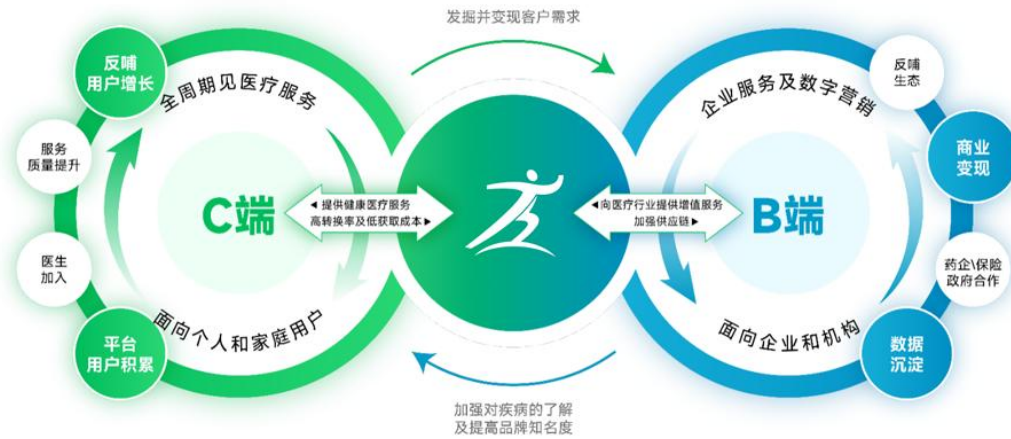 发掘并变现客户需求
反哺
用户增长
全周期见医疗服务
服务
质量提升
C端
医生
加入
面向个人和家庭用户
平台
用户积累
◀ 提供健康医疗服务
高转换率及低获取成本▶
◀向医疗行业提供增值服务
加强供应链▶
企业服务及数字营销
反哺
生态
商业
变现
B端
药企\保险
政府合作
面向企业和机构
数据
沉淀
加强对疾病的了解
及提高品牌知名度